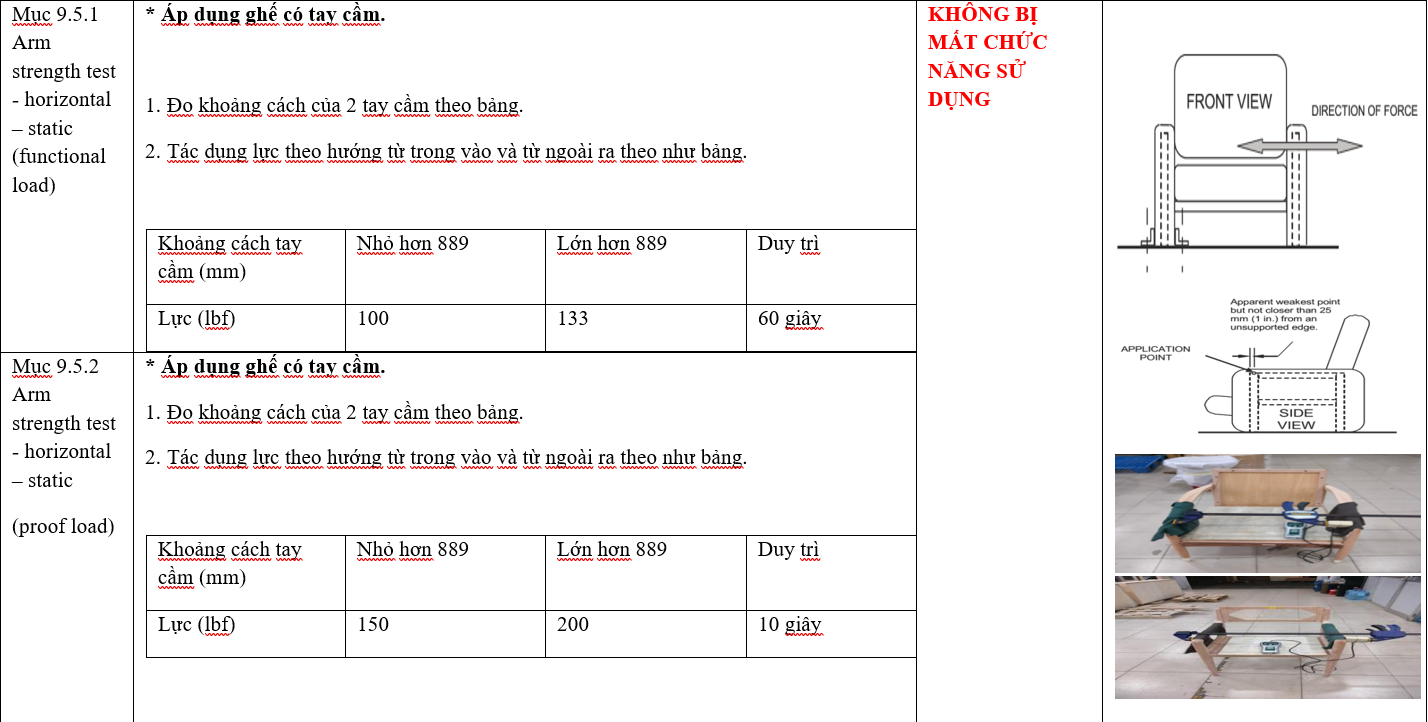 Mục 9.5.1
Arm
strength test
- horizontal
– static
(functional
load)
* Áp dụng ghế có tay cầm.
1. Đo khoảng cách của 2 tay cầm theo bảng.
2. Tác dụng lực theo hướng từ trong vào và từ ngoài ra theo như bảng.
Khoảng cách tay
cầm (mm)
Nhỏ hơn 889
Lớn hơn 889
Duy trì
Lực (lbf)
100
133
60 giây
KHÔNG BỊ
MẤT CHỨC
NĂNG SỬ
DỤNG
FRONT VIEW
DIRECTION OF FORCE
Apparent weakest point
but not closer than 25
mm (1 in.) from an
unsupported edge.
APPLICATION
POINT
SIDE
VIEW
Mục 9.5.2
Arm
strength test
- horizontal
– static
(proof load)
* Áp dụng ghế có tay cầm.
1. Đo khoảng cách của 2 tay cầm theo bảng.
2. Tác dụng lực theo hướng từ trong vào và từ ngoài ra theo như bảng.
Khoảng cách tay
cầm (mm)
Nhỏ hơn 889
Lớn hơn 889
Duy trì
Lực (lbf)
150
200
10 giây